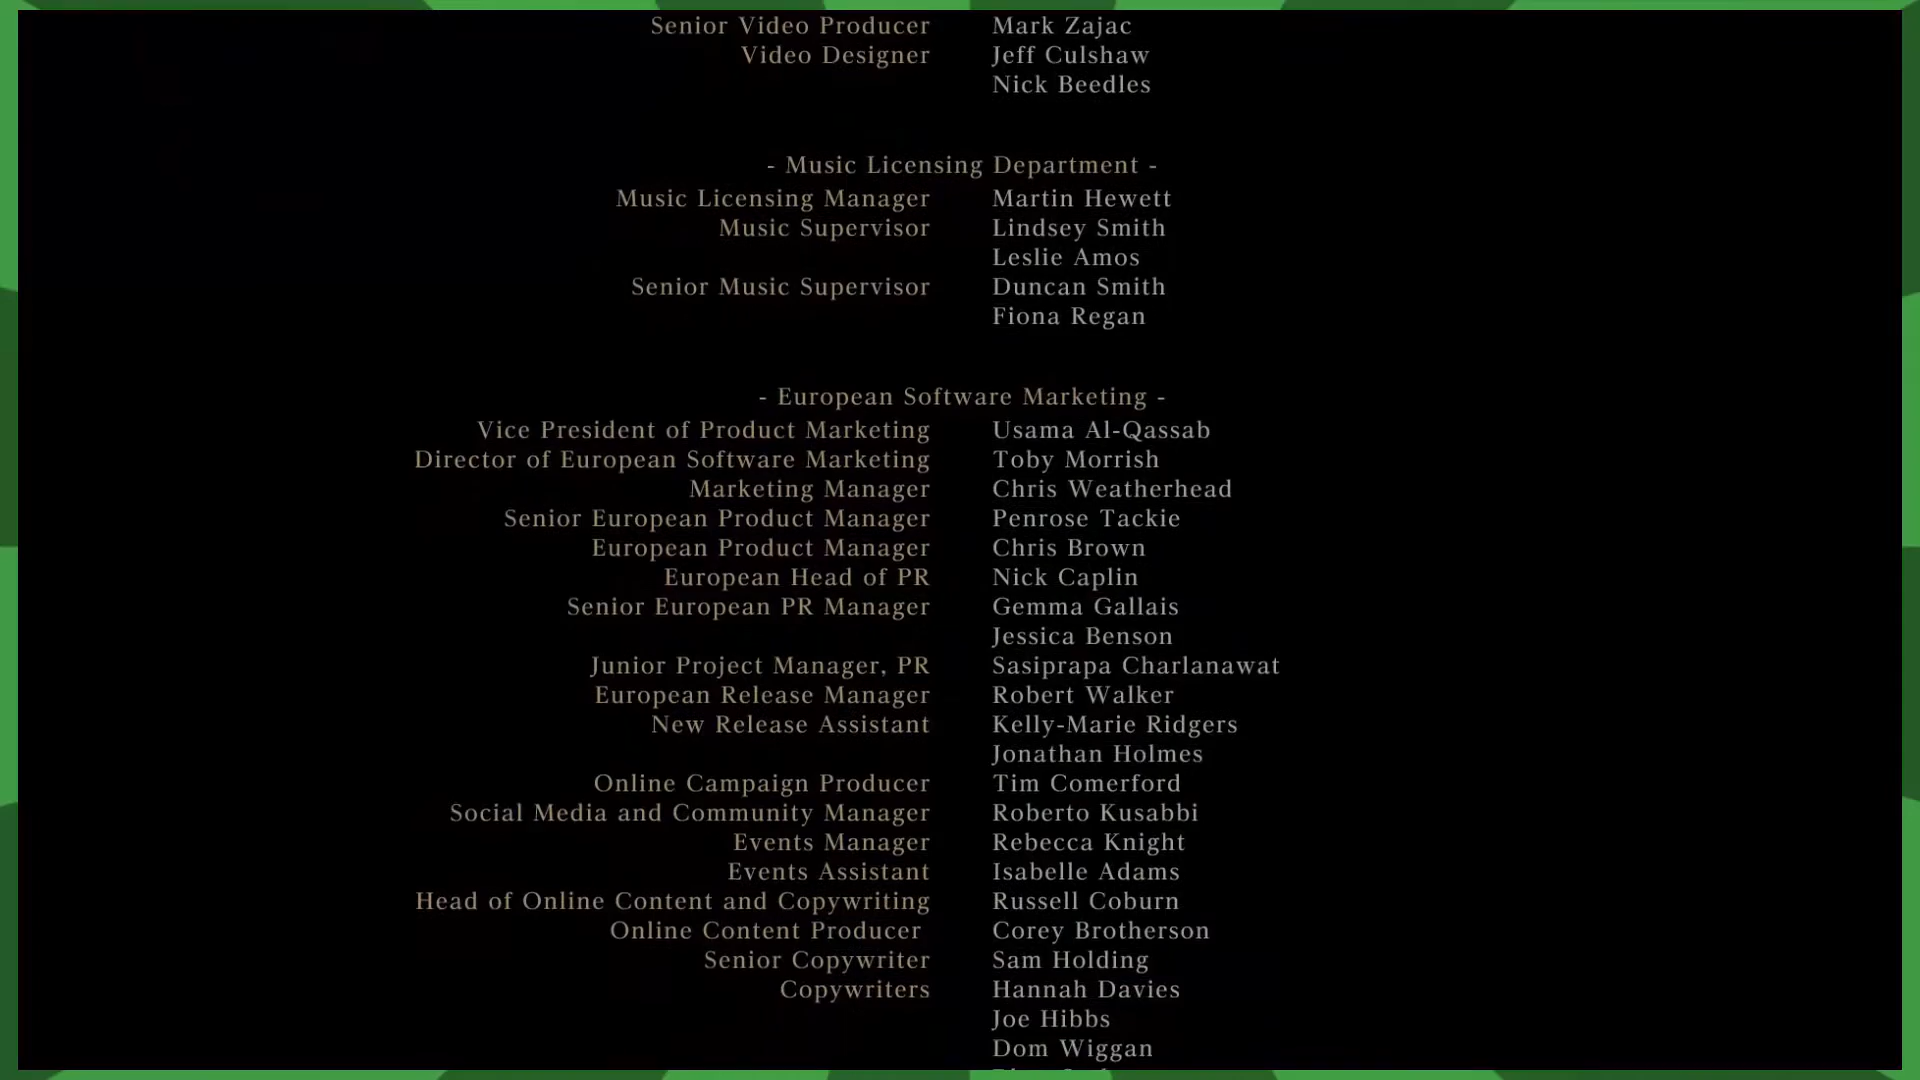 Senior Video Producer Mark Zajac
Video Designer Jeff Culshaw
Nick Beedles
- Music Licensing Department -
Music Licensing Manager Martin Hewett
Music Supervisor Lindsey Smith
Leslie Amos
Senior Music Supervisor Duncan Smith
Fiona Regan
- European Software Marketing -
Vice President of Product Marketing Usama Al-Qassab
Director of European Software Marketing Toby Morrish
Marketing Manager Chris Weatherhead
Senior European Product Manager Penrose Tackie
European Product Manager Chris Brown
European Head of PR Nick Caplin
Senior European PR Manager Gemma Gallais
Jessica Benson
Junior Project Manager, PR Sasiprapa Charlanawat
European Release Manager Robert Walker
New Release Assistant Kelly-Marie Ridgers
Jonathan Holmes
Online Campaign Producer Tim Comerford
Social Media and Community Manager Roberto Kusabbi
Events Manager Rebecca Knight
Events Assistant Isabelle Adams
Head of Online Content and Copywriting Russell Coburn
Online Content Producer Corey Brotherson
Senior Copywriter Sam Holding
Copywriters Hannah Davies
Joe Hibbs
Dom Wiggan